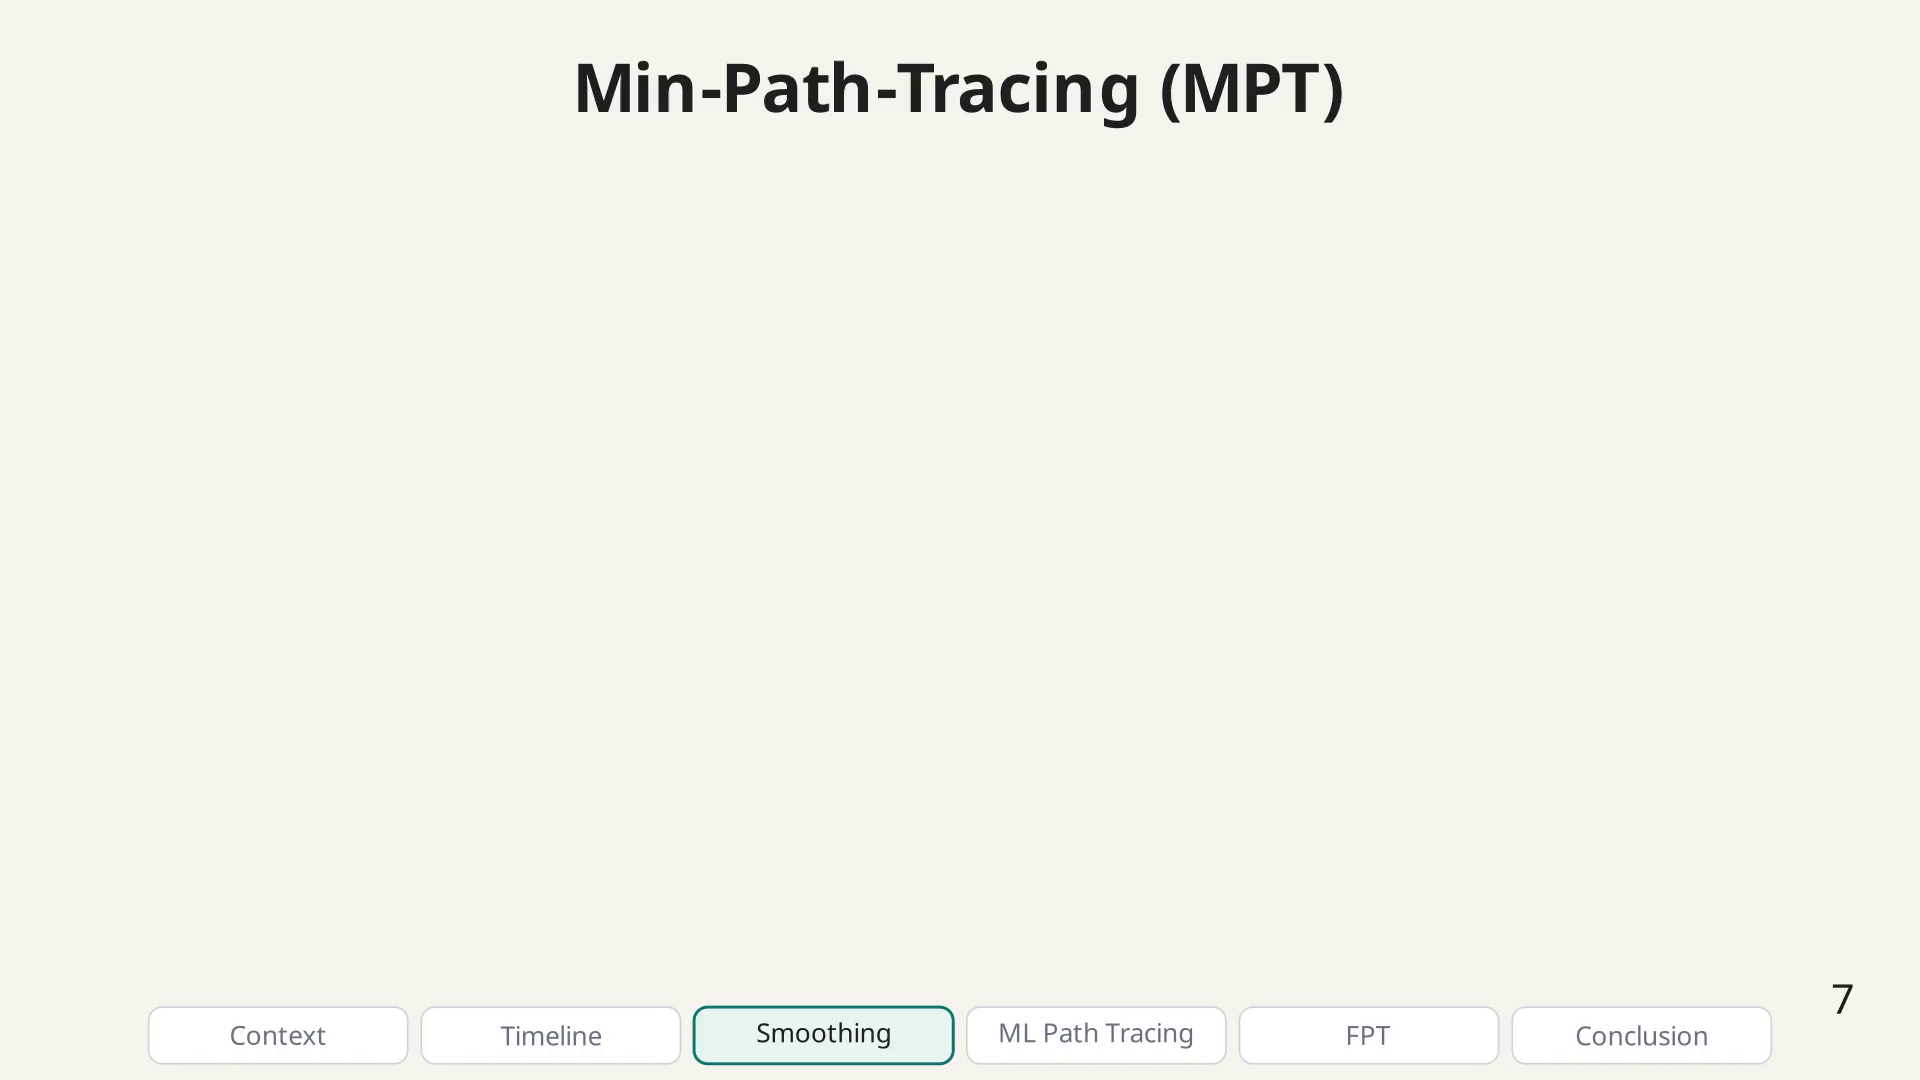 Min-Path-Tracing (MPT)
7
Context
Timeline
Smoothing
ML Path Tracing
FPT
Conclusion